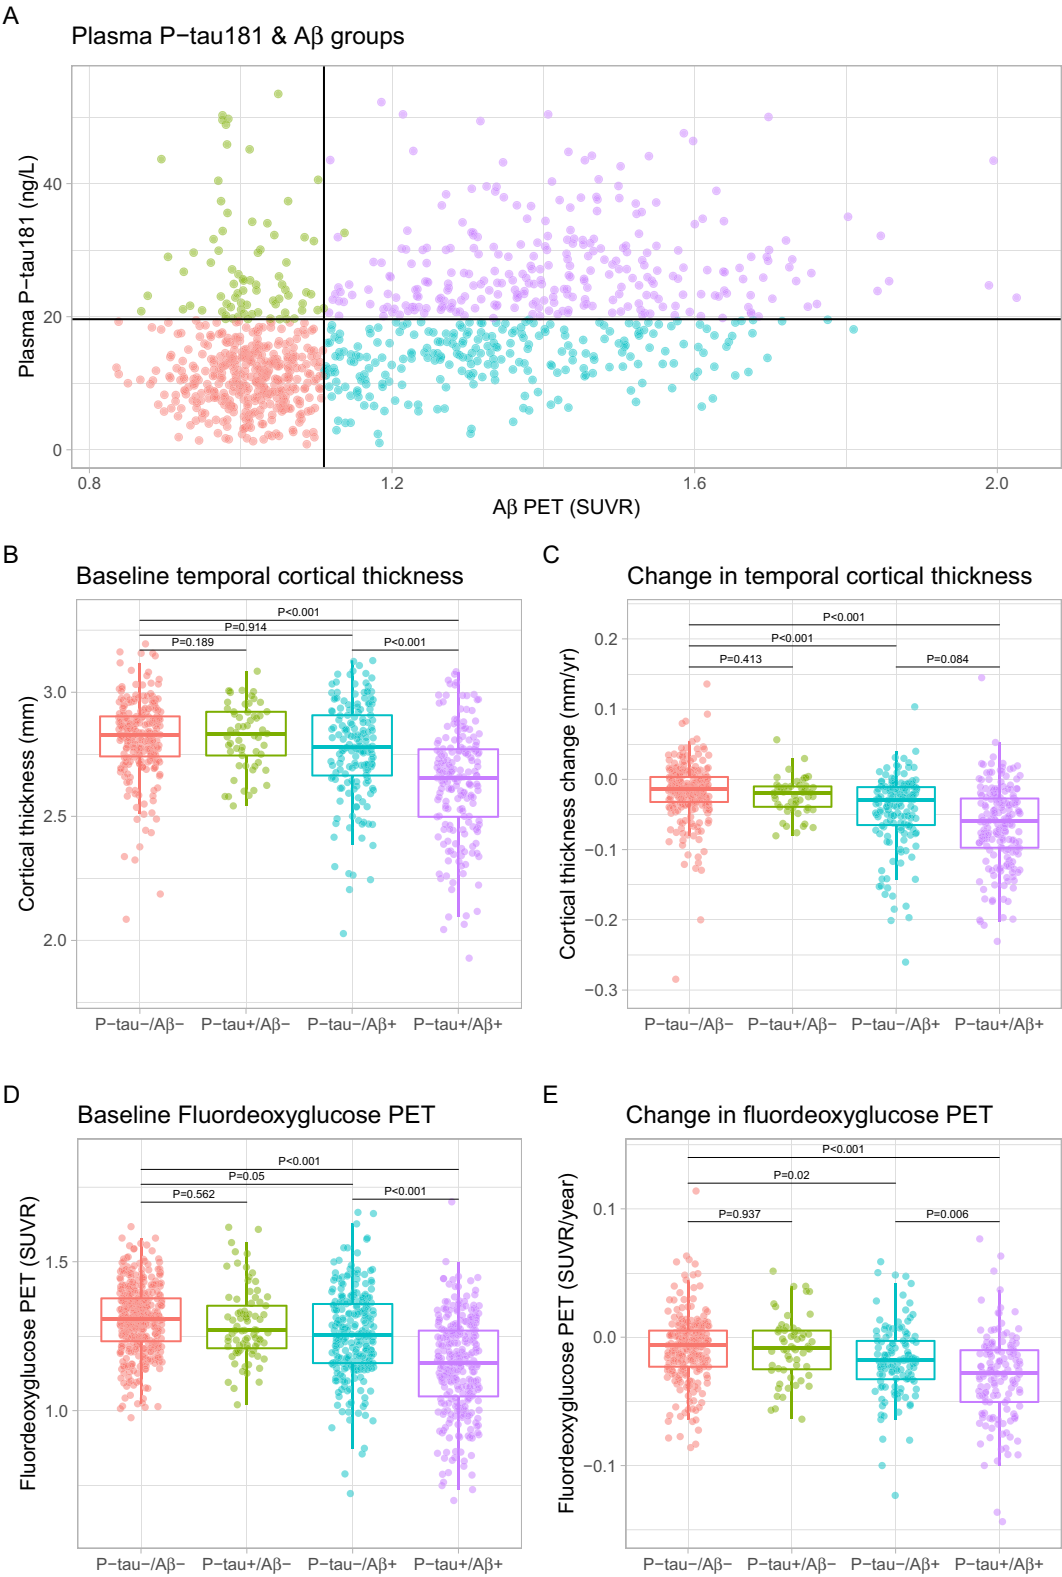 A
Plasma P−tau181 & Aβ groups
Plasma P−tau181 (ng/L)
40
20
0
0.8
1.2
1.6
2.0
Aβ PET (SUVR)
B
Baseline temporal cortical thickness
Cortical thickness (mm)
P<0.001
P=0.914
P=0.189
P<0.001
3.0
2.5
2.0
P−tau−/Aβ−
P−tau+/Aβ−
P−tau−/Aβ+
P−tau+/Aβ+
C
Change in temporal cortical thickness
Cortical thickness change (mm/yr)
P<0.001
P<0.001
P=0.413
P=0.084
0.2
0.1
0.0
−0.1
−0.2
−0.3
P−tau−/Aβ−
P−tau+/Aβ−
P−tau−/Aβ+
P−tau+/Aβ+
D
Baseline Fluordeoxyglucose PET
Fluordeoxyglucose PET (SUVR)
P<0.001
P=0.05
P=0.562
P<0.001
1.5
1.0
P−tau−/Aβ−
P−tau+/Aβ−
P−tau−/Aβ+
P−tau+/Aβ+
E
Change in fluordeoxyglucose PET
Fluordeoxyglucose PET (SUVR/year)
P<0.001
P=0.02
P=0.937
P=0.006
0.1
0.0
−0.1
P−tau−/Aβ−
P−tau+/Aβ−
P−tau−/Aβ+
P−tau+/Aβ+